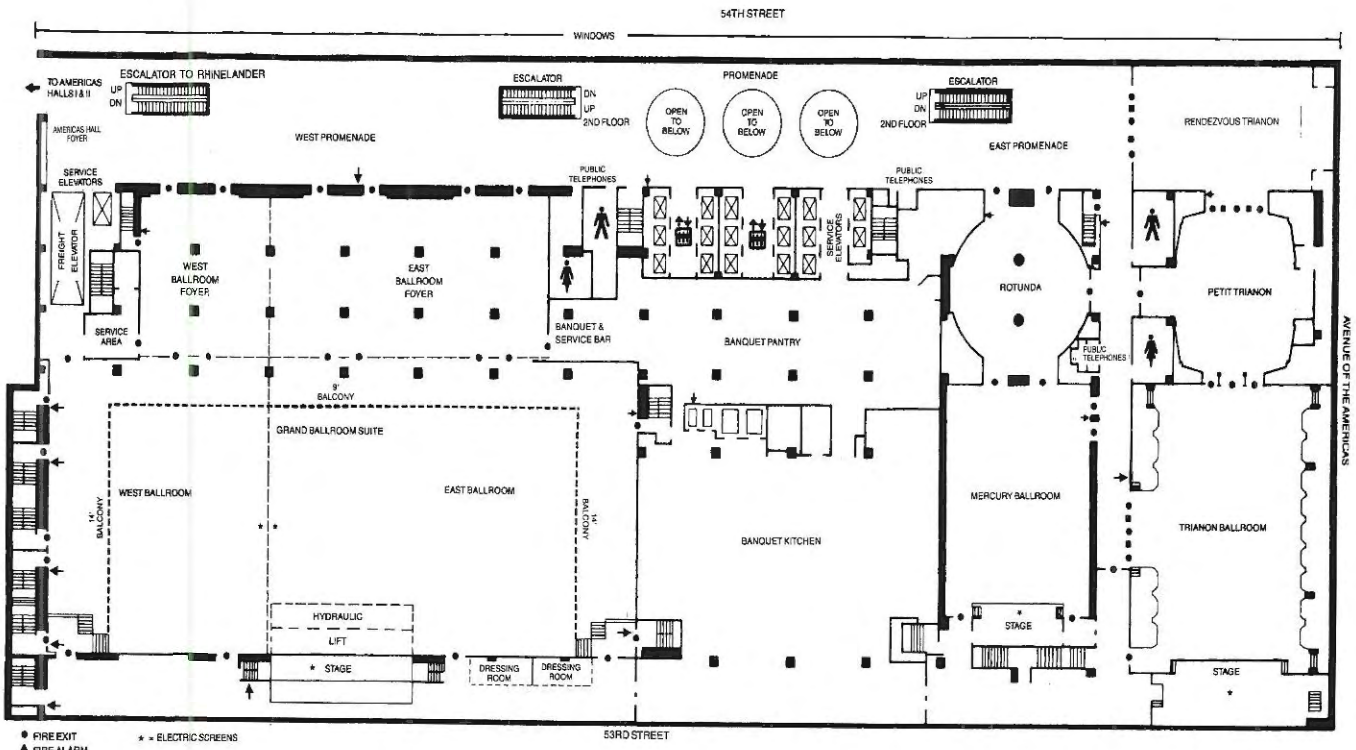 54TH STREET
WINDOWS
TO AMERICAS
HALLS I & II
ESCALATOR TO RHINELANDER
UP
DN
ESCALATOR
DN
UP
2ND FLOOR
PROMENADE
OPEN
TO
BELOW
OPEN
TO
BELOW
OPEN
TO
BELOW
ESCALATOR
UP
DN
2ND FLOOR
RENDEZVOUS TRIANON
AMERICAS HALL
FOYER
WEST PROMENADE
EAST PROMENADE
SERVICE
ELEVATORS
PUBLIC
TELEPHONES
PUBLIC
TELEPHONES
FREIGHT
ELEVATOR
WEST
BALLROOM
FOYER
EAST
BALLROOM
FOYER
SERVICE
ELEVATORS
ROTUNDA
PETIT TRIANON
SERVICE
AREA
BANQUET &
SERVICE BAR
BANQUET PANTRY
PUBLIC
TELEPHONES
AVENUE OF THE AMERICAS
9'
BALCONY
GRAND BALLROOM SUITE
WEST BALLROOM
EAST BALLROOM
14'
BALCONY
14'
BALCONY
* *
BANQUET KITCHEN
MERCURY BALLROOM
TRIANON BALLROOM
HYDRAULIC
LIFT
* STAGE
DRESSING
ROOM
DRESSING
ROOM
*
STAGE
STAGE
*
53RD STREET
FIRE EXIT
* = ELECTRIC SCREENS
FIRE ALARM